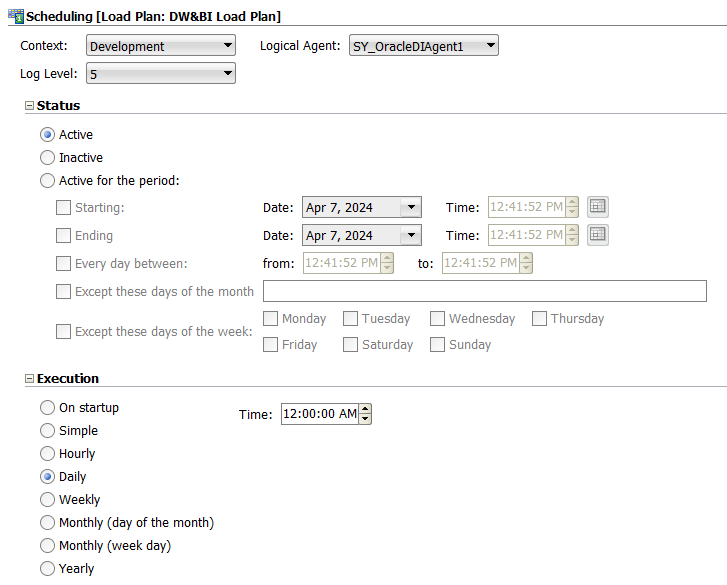 Scheduling [Load Plan: DW&BI Load Plan]
Context: Development Logical Agent: SY_OracleDIAgent1
Log Level: 5
Status
Active
Inactive
Active for the period:
Starting: Date: Apr 7, 2024 Time: 12:41:52 PM
Ending Date: Apr 7, 2024 Time: 12:41:52 PM
Every day between: from: 12:41:52 PM to: 12:41:52 PM
Except these days of the month
Except these days of the week: Monday Tuesday Wednesday Thursday
Friday Saturday Sunday
Execution
On startup Time: 12:00:00 AM
Simple
Hourly
Daily
Weekly
Monthly (day of the month)
Monthly (week day)
Yearly